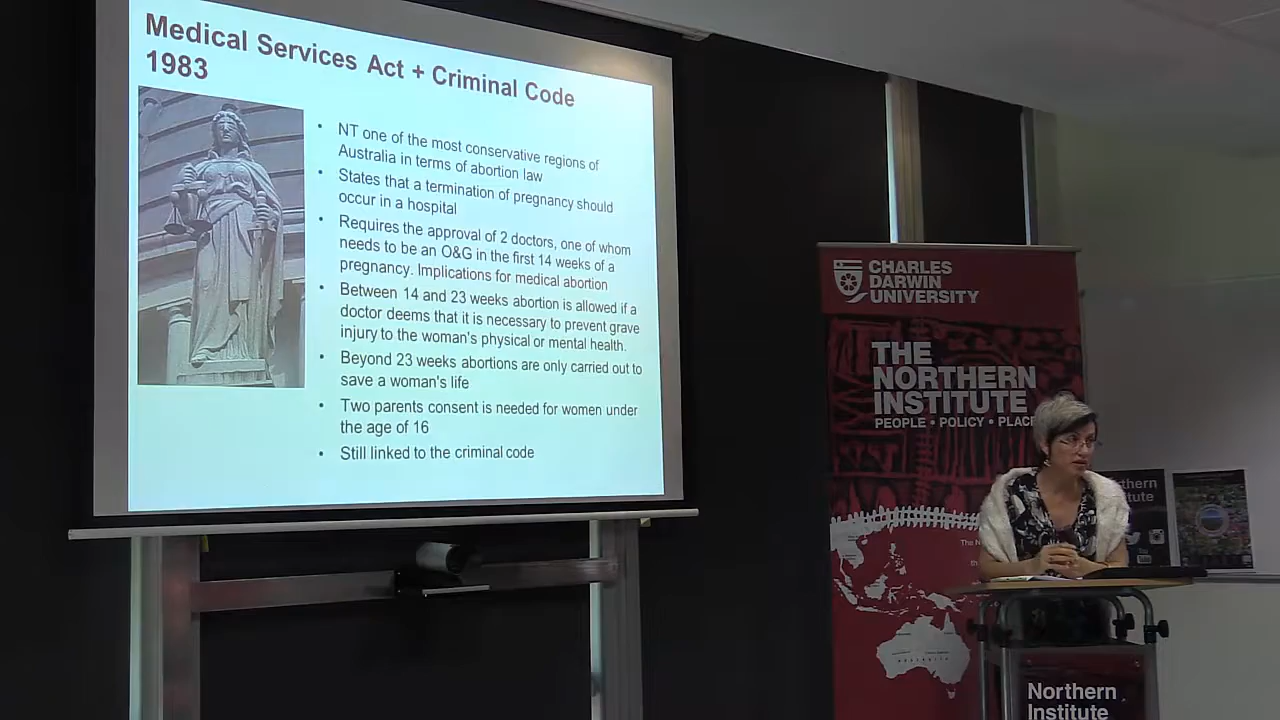 Medical Services Act + Criminal Code
1983
• NT one of the most conservative regions of
Australia in terms of abortion law
• States that a termination of pregnancy should
occur in a hospital
• Requires the approval of 2 doctors, one of whom
needs to be an O&G in the first 14 weeks of a
pregnancy. Implications for medical abortion
• Between 14 and 23 weeks abortion is allowed if a
doctor deems that it is necessary to prevent grave
injury to the woman's physical or mental health.
• Beyond 23 weeks abortions are only carried out to
save a woman's life
• Two parents consent is needed for women under
the age of 16
• Still linked to the criminal code
CHARLES
DARWIN
UNIVERSITY
THE
NORTHERN
INSTITUTE
PEOPLE • POLICY • PLAC
The N
th
AUSTRALIA
thern
itute
Northern
Institute